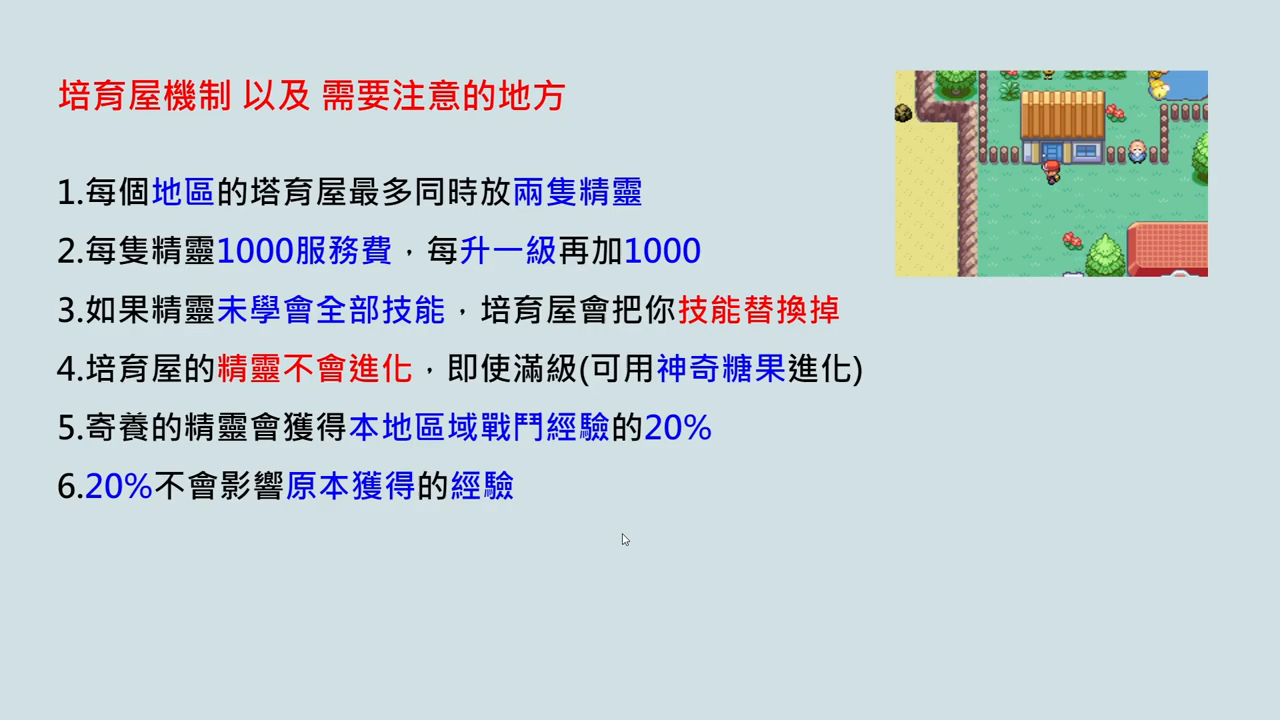 培育屋機制 以及 需要注意的地方
1.每個地區的塔育屋最多同時放兩隻精靈
2.每隻精靈1000服務費，每升一級再加1000
3.如果精靈未學會全部技能，培育屋會把你技能替換掉
4.培育屋的精靈不會進化，即使滿級(可用神奇糖果進化)
5.寄養的精靈會獲得本地區域戰鬥經驗的20%
6.20%不會影響原本獲得的經驗